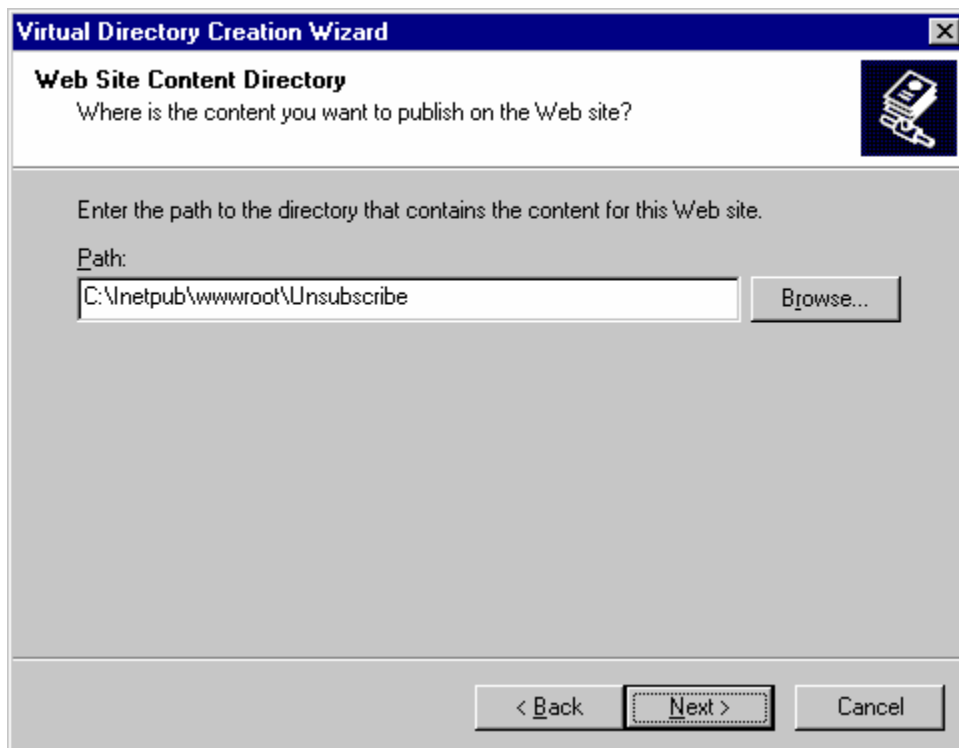 Virtual Directory Creation Wizard
Web Site Content Directory
Where is the content you want to publish on the Web site?
Enter the path to the directory that contains the content for this Web site.
Path:
C:\Inetpub\wwwroot\Unsubscribe
Browse...
< Back
Next >
Cancel